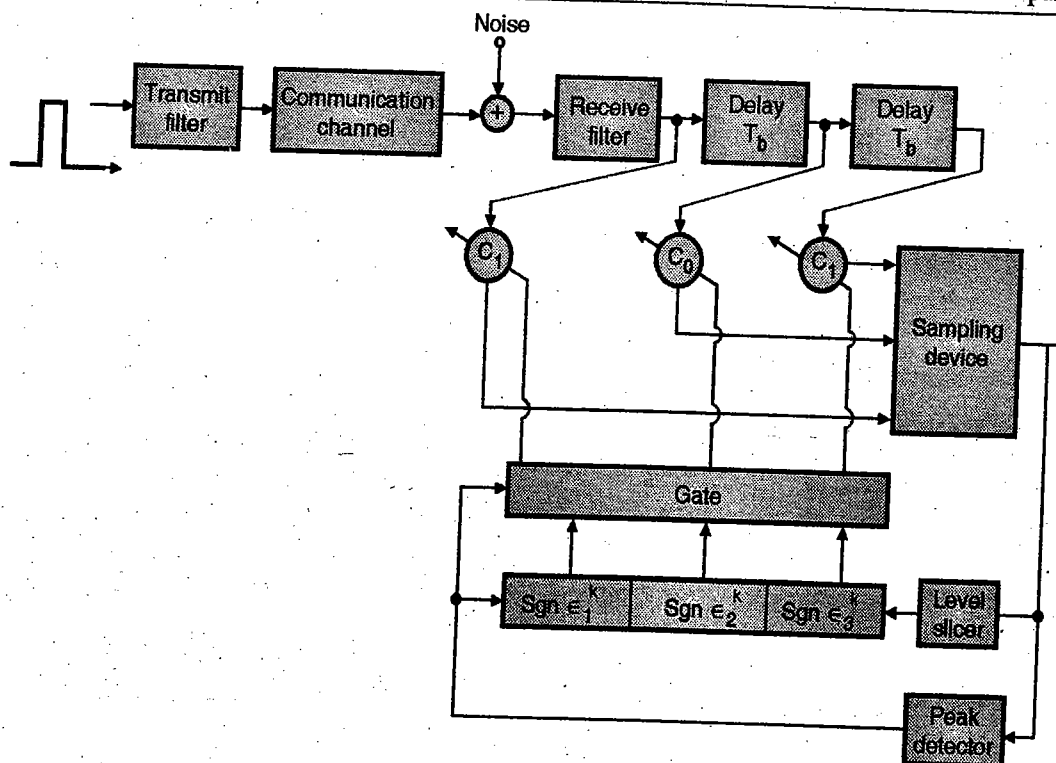 Noise
Transmit
filter
Communication
channel
+
Receive
filter
Delay
T_b
Delay
T_b
C_1
C_0
C_1
Sampling
device
Gate
Sgn ϵ_1^k
Sgn ϵ_2^k
Sgn ϵ_3^k
Level
slicer
Peak
detector